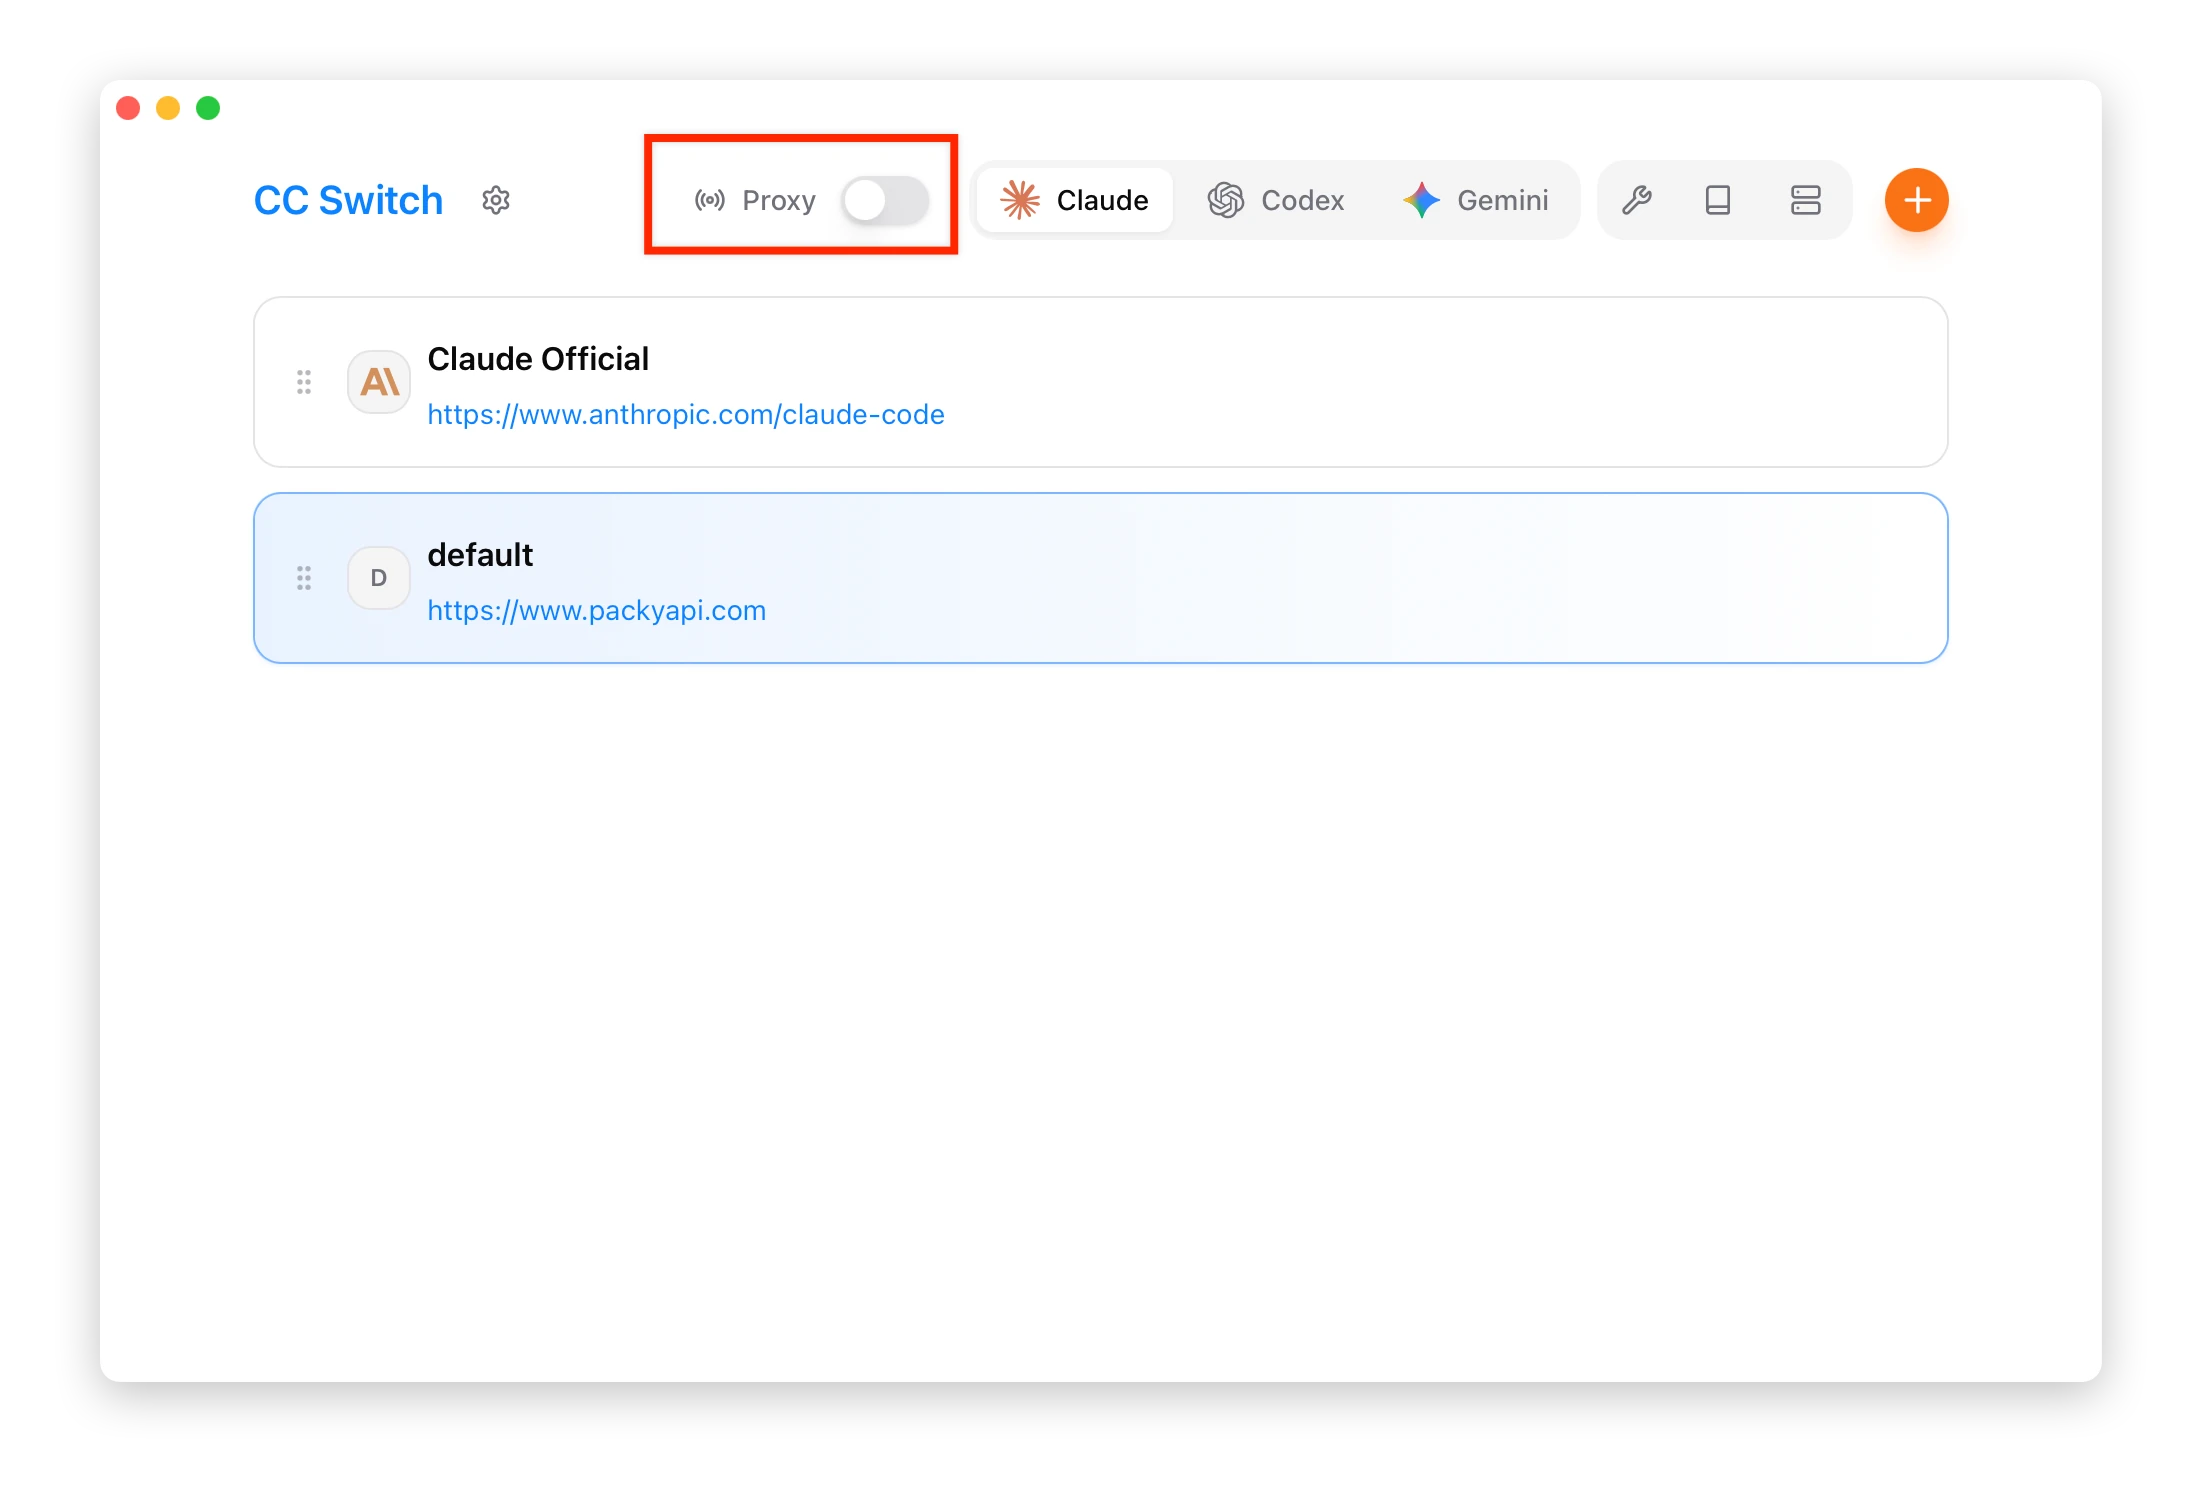 CC Switch Proxy Claude Codex Gemini
Claude Official
https://www.anthropic.com/claude-code
D
default
https://www.packyapi.com